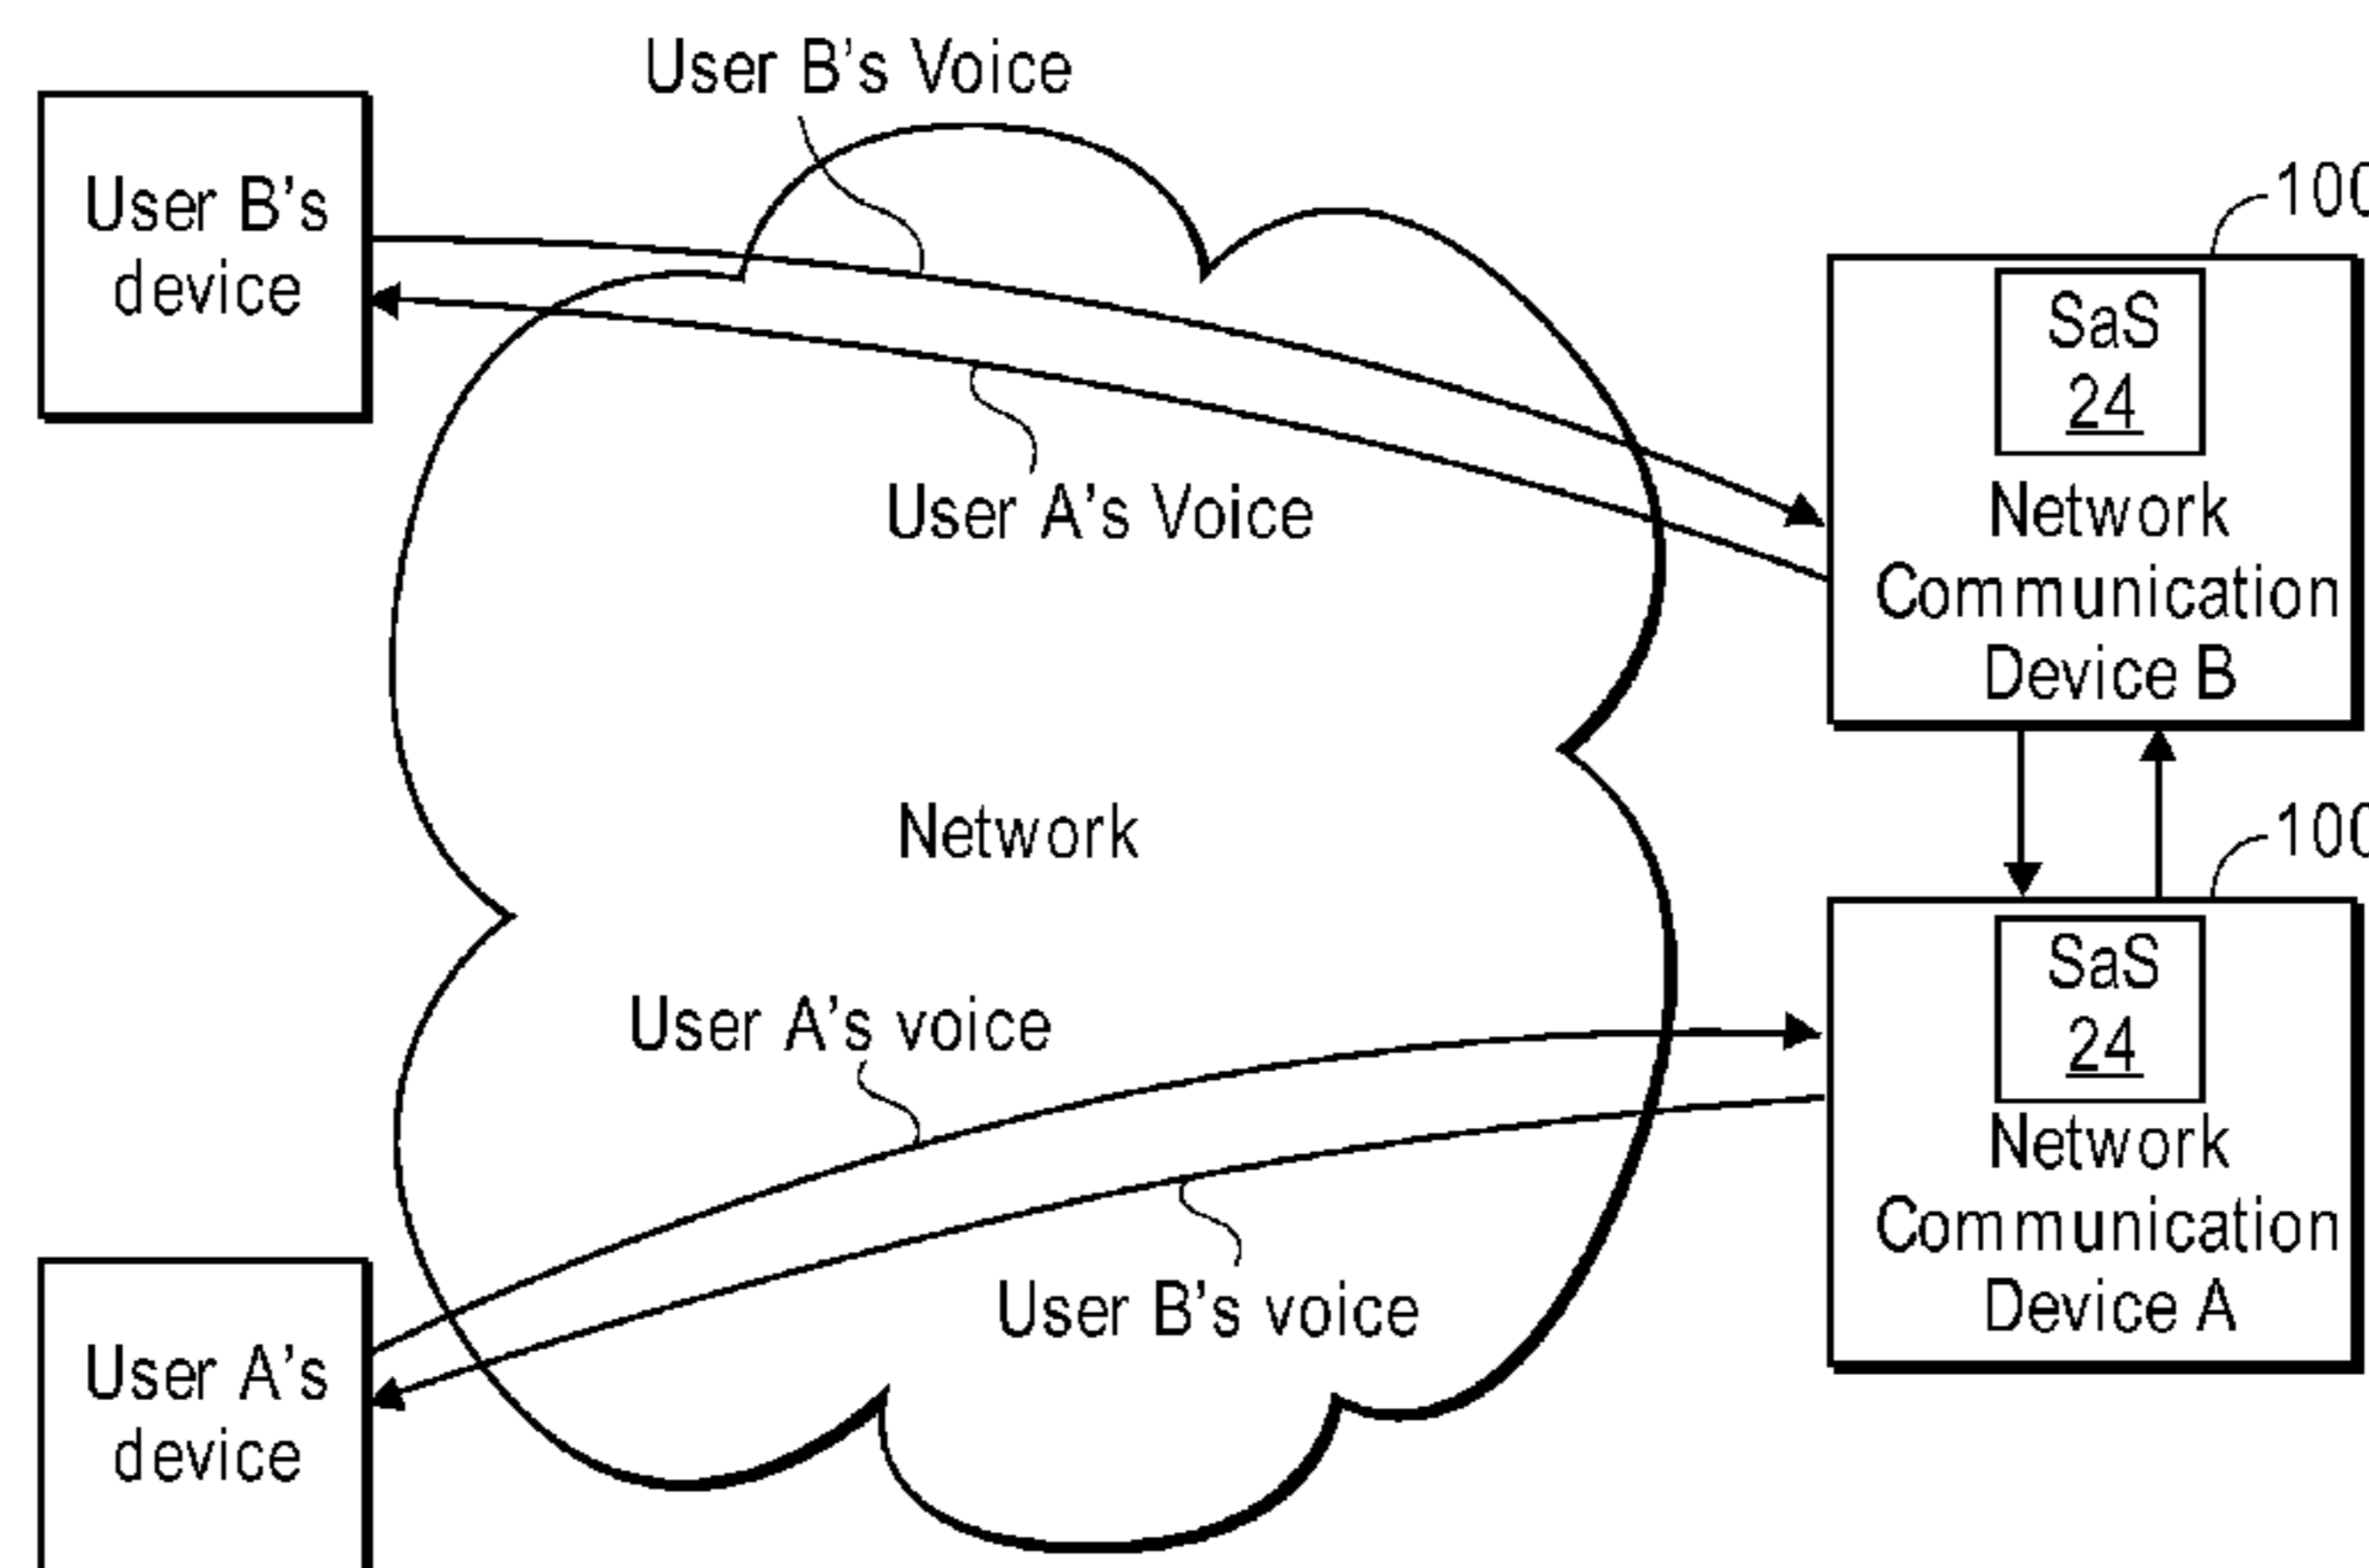 User B's Voice
User B's
device
100
SaS
24
Network
Communication
Device B
User A's Voice
Network
100
SaS
24
Network
Communication
Device A
User A's voice
User B's voice
User A's
device